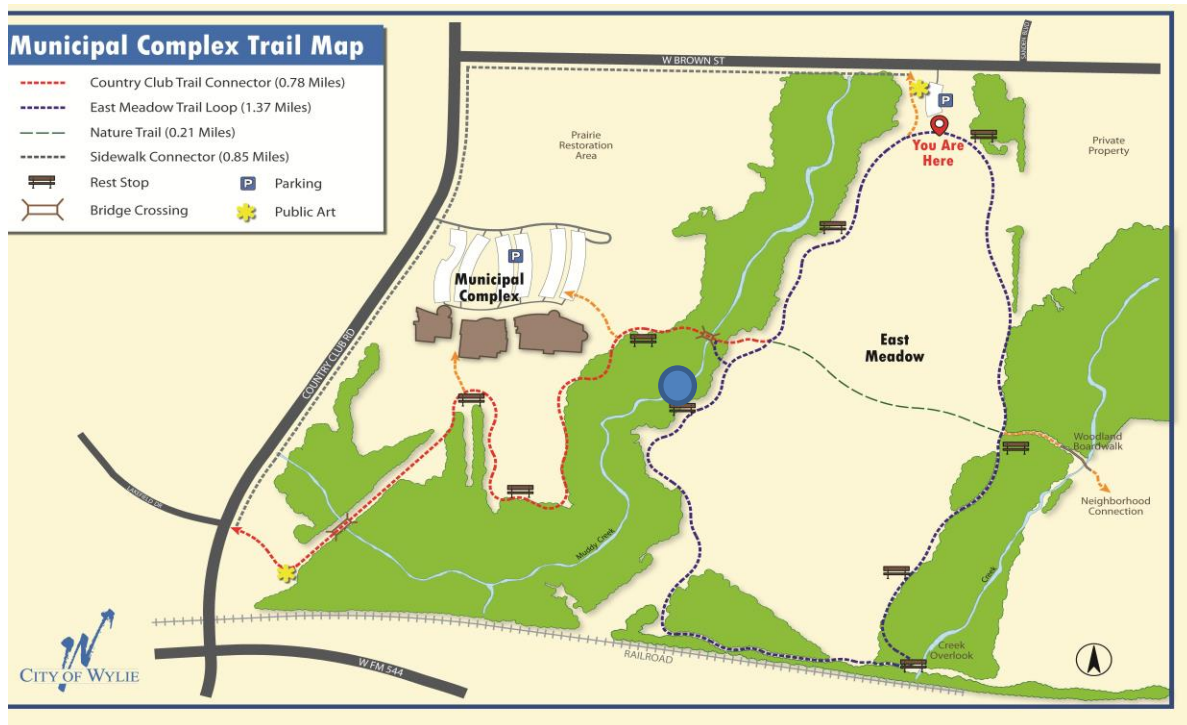 Municipal Complex Trail Map
Country Club Trail Connector (0.78 Miles)
East Meadow Trail Loop (1.37 Miles)
Nature Trail (0.21 Miles)
Sidewalk Connector (0.85 Miles)
Rest Stop
P Parking
Bridge Crossing
Public Art
W BROWN ST
SANDEN BLVD
P
You Are
Here
Prairie
Restoration
Area
Private
Property
P
Municipal
Complex
COUNTRY CLUB RD
East
Meadow
Woodland
Boardwalk
Neighborhood
Connection
Muddy Creek
Creek
Creek
Overlook
RAILROAD
W FM 544
CITY OF WYLIE